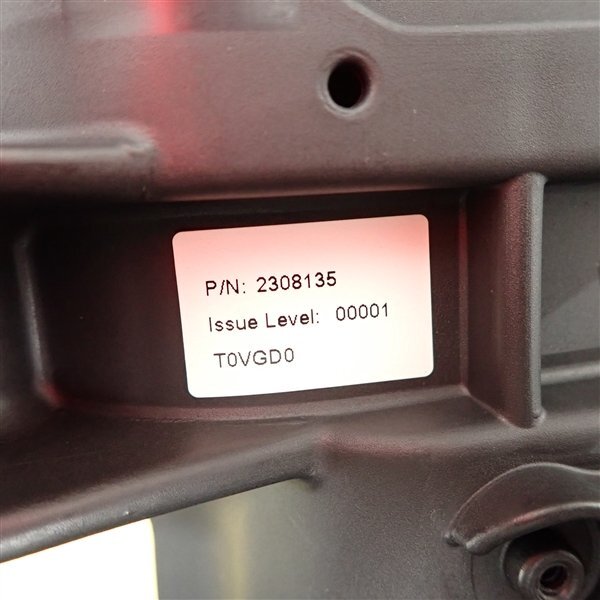 P/N: 2308135
Issue Level: 00001
T0VGD0